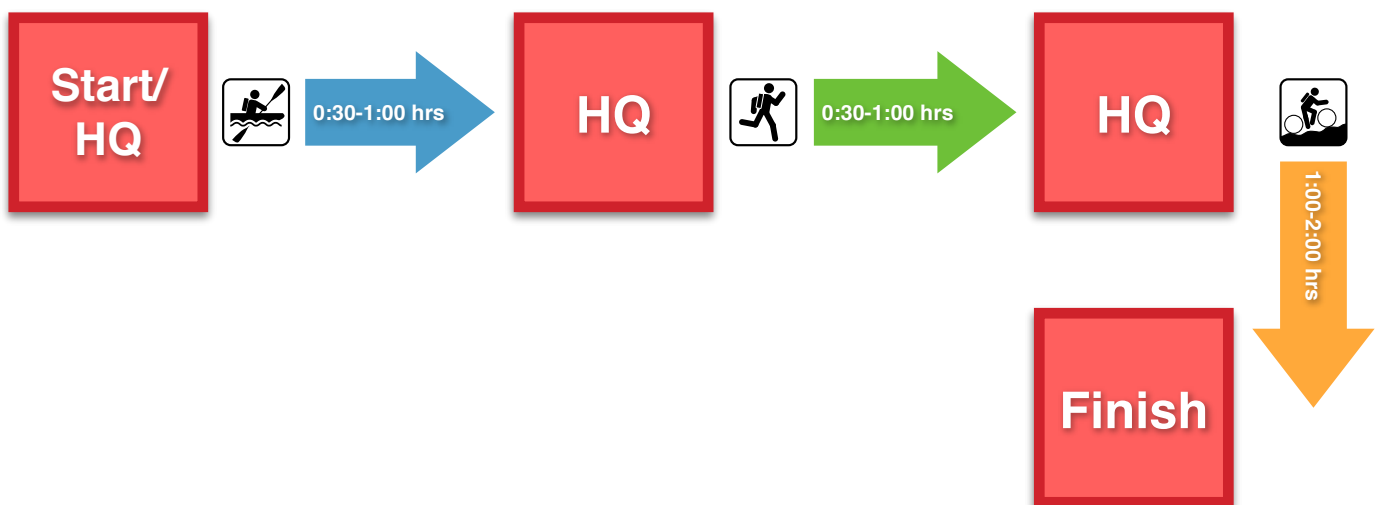 Start/
HQ
0:30-1:00 hrs
HQ
0:30-1:00 hrs
HQ
1:00-2:00 hrs
Finish